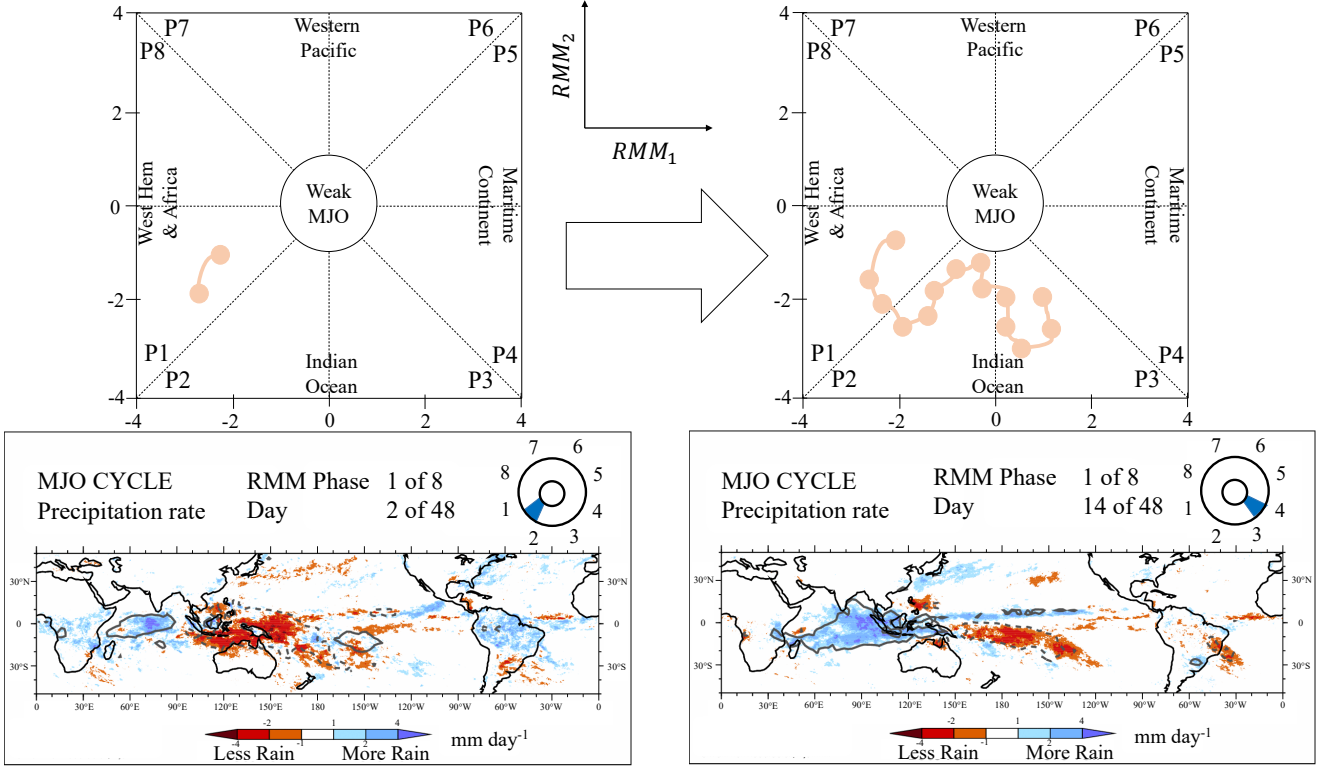 4
P7
Western
Pacific
P6
P8
P5
2
0
-2
-4
West Hem
& Africa
Weak
MJO
Maritime
Continent
P1
P2
Indian
Ocean
P4
P3
-4
-2
0
2
4
RMM2
RMM1
4
P7
Western
Pacific
P6
P8
P5
2
0
-2
-4
West Hem
& Africa
Weak
MJO
Maritime
Continent
P1
P2
Indian
Ocean
P4
P3
-4
-2
0
2
4
MJO CYCLE RMM Phase 1 of 8
Precipitation rate Day 2 of 48
7 6
8 5
1 4
2 3
30°N
0
30°S
30°N
0
30°S
0 30°E 60°E 90°E 120°E 150°E 180 150°W 120°W 90°W 60°W 30°W 0
-2 1 4
-4 -1 2
Less Rain More Rain mm day-1
MJO CYCLE RMM Phase 1 of 8
Precipitation rate Day 14 of 48
7 6
8 5
1 4
2 3
30°N
0
30°S
30°N
0
30°S
0 30°E 60°E 90°E 120°E 150°E 180 150°W 120°W 90°W 60°W 30°W 0
-2 1 4
-4 -1 2
Less Rain More Rain mm day-1